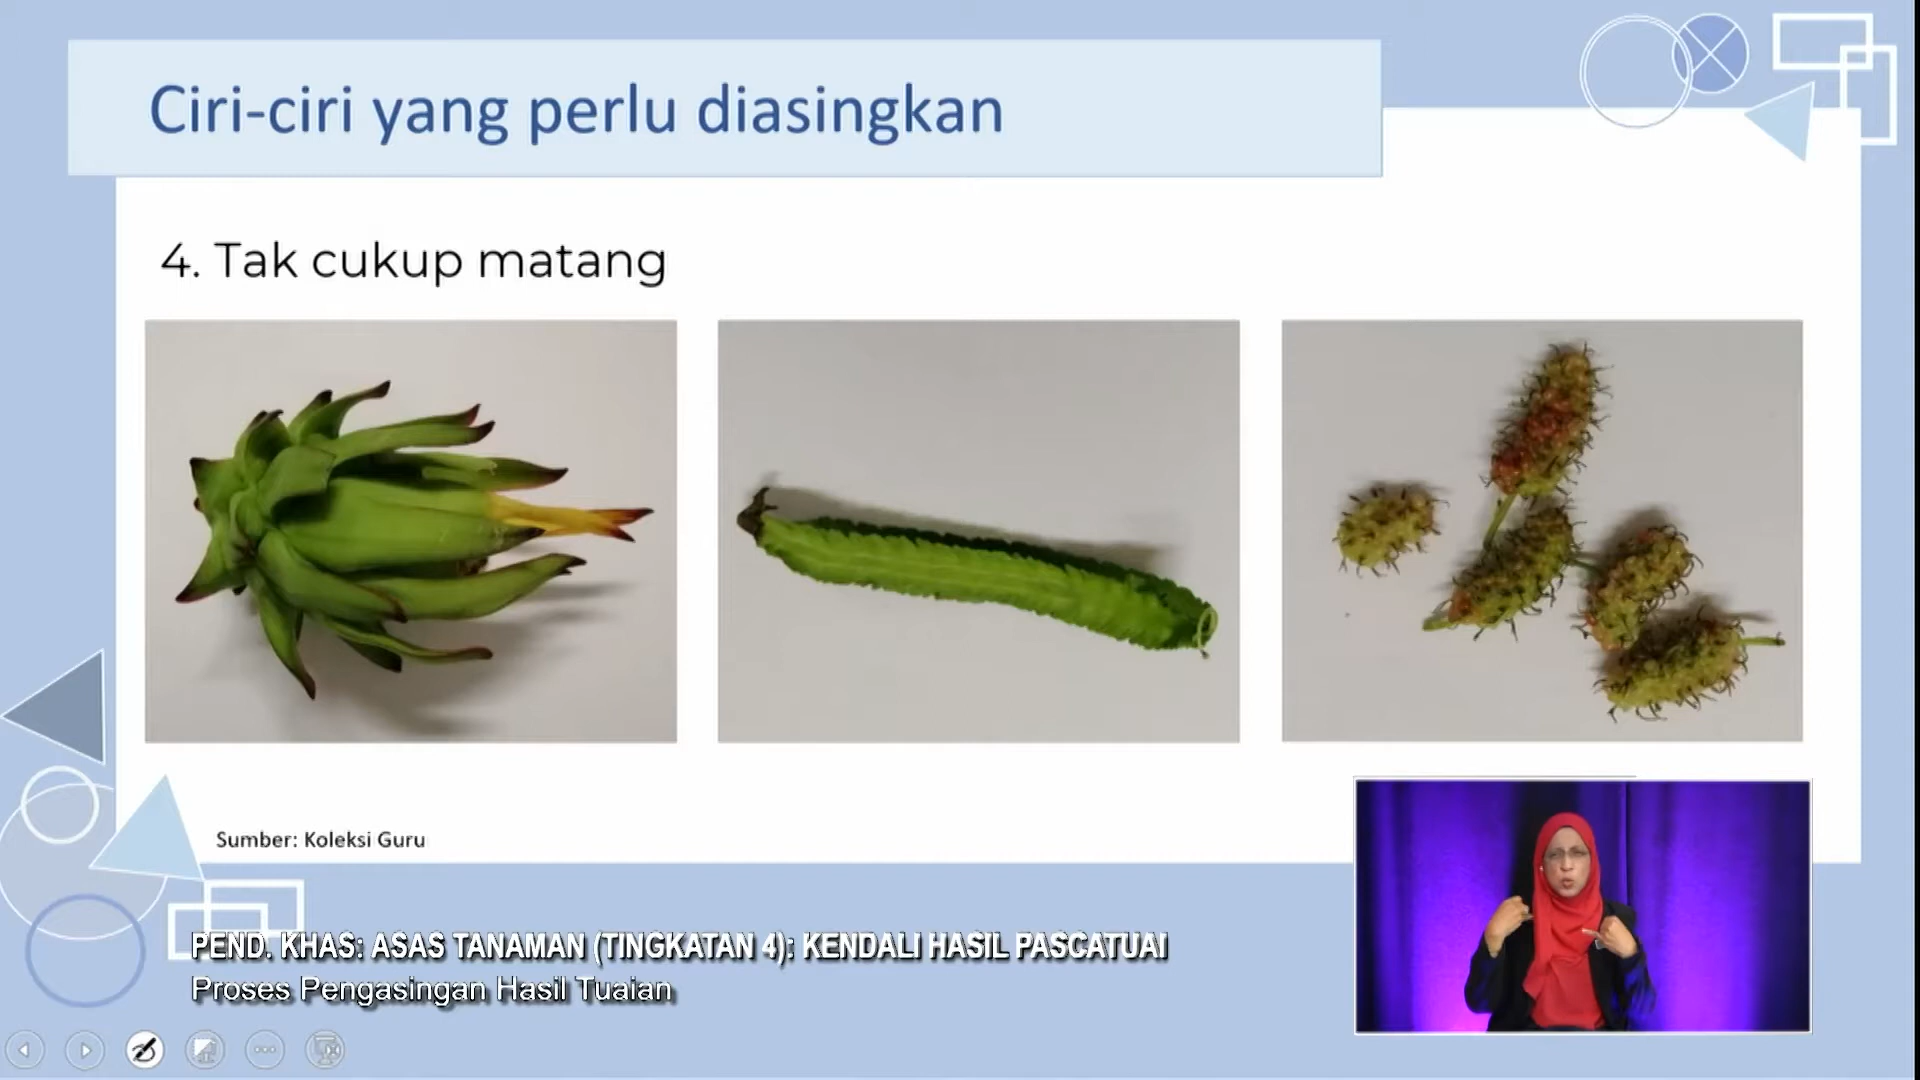 Ciri-ciri yang perlu diasingkan
4. Tak cukup matang
Sumber: Koleksi Guru
PEND. KHAS: ASAS TANAMAN (TINGKATAN 4): KENDALI HASIL PASCATUAI
Proses Pengasingan Hasil Tuaian